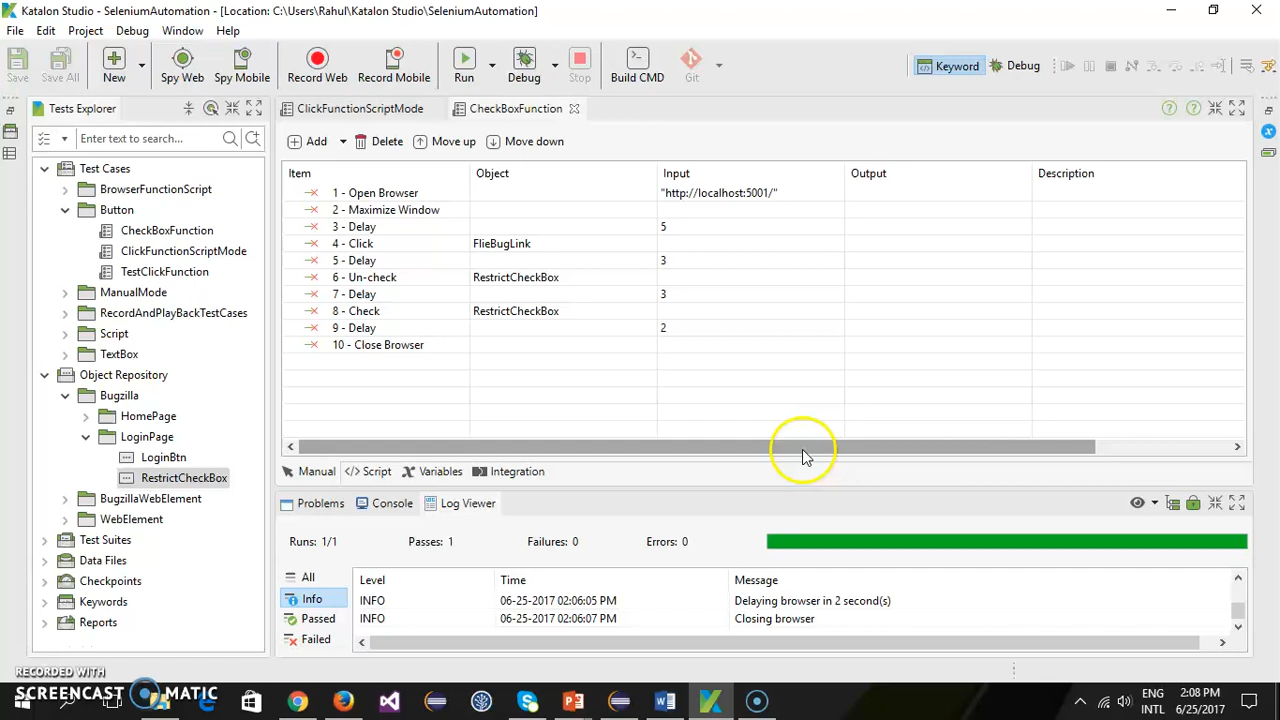 Katalon Studio - SeleniumAutomation - [Location: C:\Users\Rahul\Katalon Studio\SeleniumAutomation]
File Edit Project Debug Window Help
Save Save All New Spy Web Spy Mobile Record Web Record Mobile Run Debug Stop Build CMD Git Keyword Debug
Tests Explorer
ClickFunctionScriptMode CheckBoxFunction
Enter text to search...
Add Delete Move up Move down
Test Cases
BrowserFunctionScript
Button
CheckBoxFunction
ClickFunctionScriptMode
TestClickFunction
ManualMode
RecordAndPlayBackTestCases
Script
TextBox
Object Repository
Bugzilla
HomePage
LoginPage
LoginBtn
RestrictCheckBox
BugzillaWebElement
WebElement
Test Suites
Data Files
Checkpoints
Keywords
Reports
Item Object Input Output Description
1 - Open Browser "http://localhost:5001/"
2 - Maximize Window
3 - Delay 5
4 - Click FlieBugLink
5 - Delay 3
6 - Un-check RestrictCheckBox
7 - Delay 3
8 - Check RestrictCheckBox
9 - Delay 2
10 - Close Browser
Manual </> Script Variables Integration
Problems Console Log Viewer
Runs: 1/1 Passes: 1 Failures: 0 Errors: 0
All
Info
Passed
Failed
Level Time Message
INFO 06-25-2017 02:06:05 PM Delaying browser in 2 second(s)
INFO 06-25-2017 02:06:07 PM Closing browser
RECORDED WITH
SCREENCAST MATIC
ENG
INTL
2:08 PM
6/25/2017